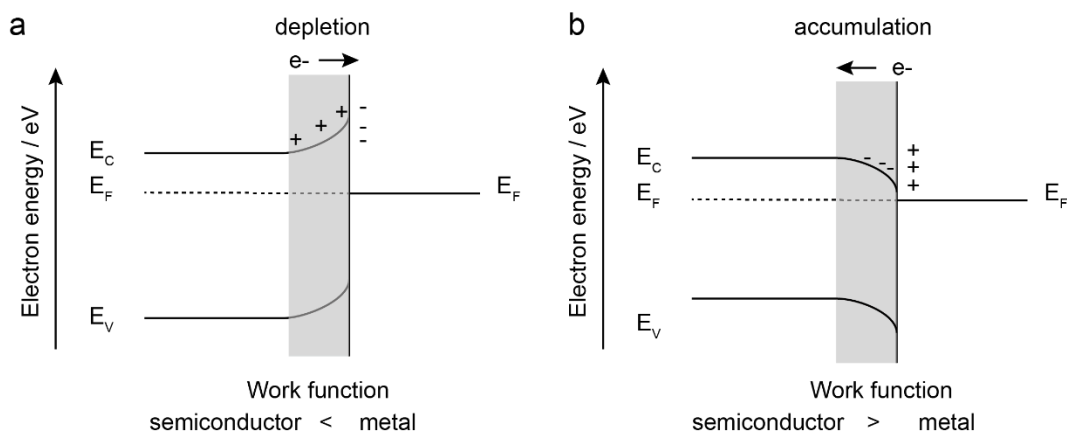 a
depletion
e-
Electron energy / eV
E_C
E_F
E_V
+ + +
- - -
E_F
Work function
semiconductor < metal
b
accumulation
e-
Electron energy / eV
E_C
E_F
E_V
- - -
+ + +
E_F
Work function
semiconductor > metal